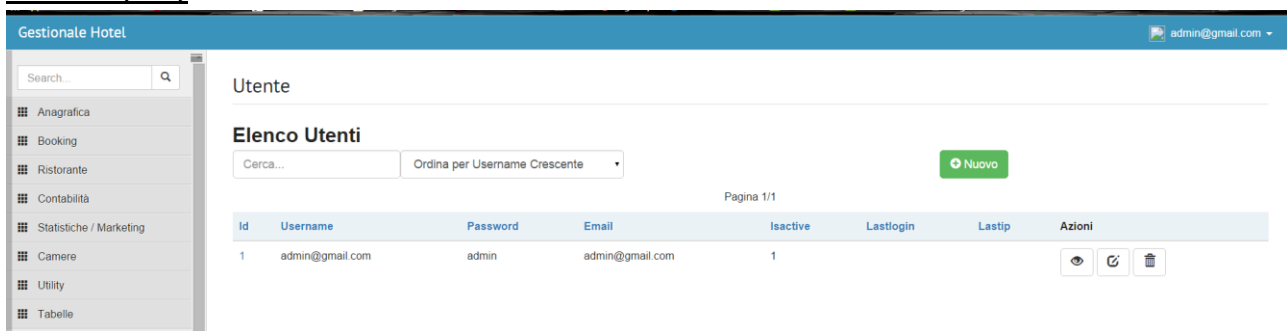 Gestionale Hotel
admin@gmail.com
Search...
Anagrafica
Booking
Ristorante
Contabilità
Statistiche / Marketing
Camere
Utility
Tabelle
Utente
Elenco Utenti
Cerca... Ordina per Username Crescente Nuovo
Pagina 1/1
Id Username Password Email Isactive Lastlogin Lastip Azioni
1 admin@gmail.com admin admin@gmail.com 1